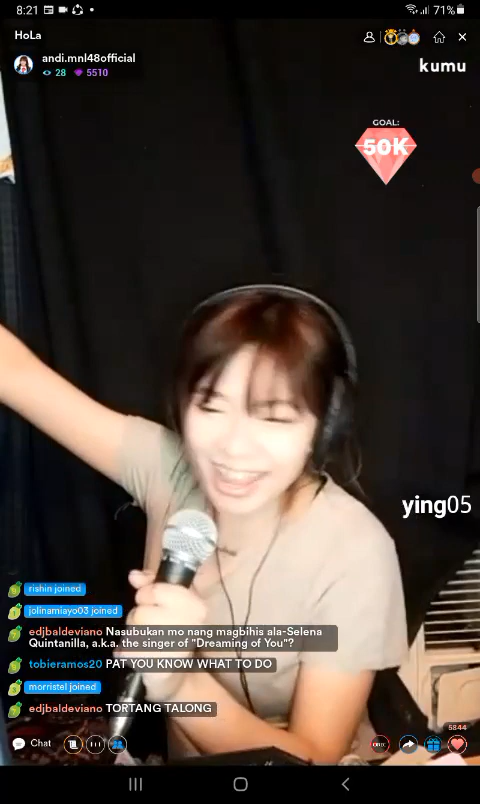 8:21
71%
HoLa
andi.mnl48official
28 5510
kumu
GOAL:
50K
ying05
rishin joined
jolinamiayo03 joined
edjbaldeviano Nasubukan mo nang magbihis ala-Selena
Quintanilla, a.k.a. the singer of "Dreaming of You"?
tobieramos20 PAT YOU KNOW WHAT TO DO
morristel joined
edjbaldeviano TORTANG TALONG
5844
Chat